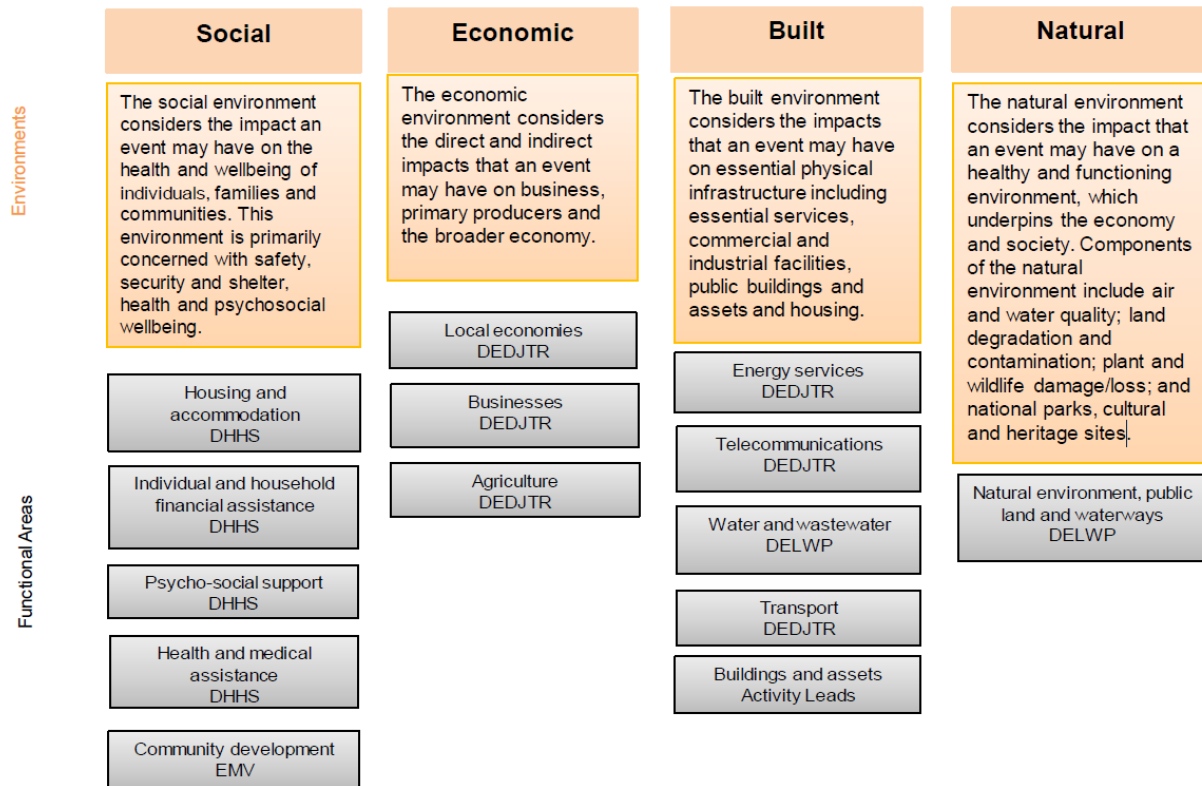 Social
Economic
Built
Natural
Environments
The social environment
considers the impact an
event may have on the
health and wellbeing of
individuals, families and
communities. This
environment is primarily
concerned with safety,
security and shelter,
health and psychosocial
wellbeing.
The economic
environment considers
the direct and indirect
impacts that an event
may have on business,
primary producers and
the broader economy.
The built environment
considers the impacts
that an event may have
on essential physical
infrastructure including
essential services,
commercial and
industrial facilities,
public buildings and
assets and housing.
The natural environment
considers the impact that
an event may have on a
healthy and functioning
environment, which
underpins the economy
and society. Components
of the natural
environment include air
and water quality; land
degradation and
contamination; plant and
wildlife damage/loss; and
national parks, cultural
and heritage sites.
Functional Areas
Housing and
accommodation
DHHS
Individual and household
financial assistance
DHHS
Psycho-social support
DHHS
Health and medical
assistance
DHHS
Community development
EMV
Local economies
DEDJTR
Businesses
DEDJTR
Agriculture
DEDJTR
Energy services
DEDJTR
Telecommunications
DEDJTR
Water and wastewater
DELWP
Transport
DEDJTR
Buildings and assets
Activity Leads
Natural environment, public
land and waterways
DELWP